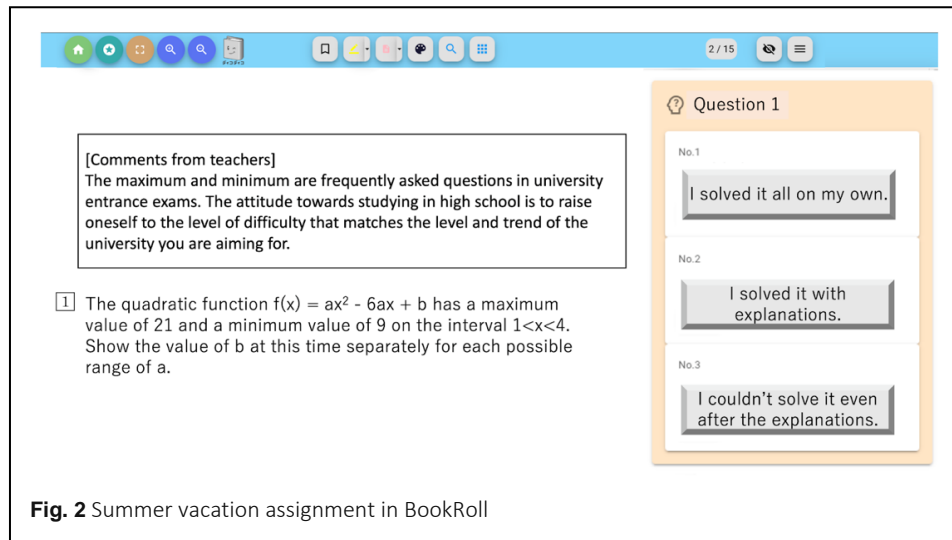 2 / 15
Question 1
[Comments from teachers]
The maximum and minimum are frequently asked questions in university
entrance exams. The attitude towards studying in high school is to raise
oneself to the level of difficulty that matches the level and trend of the
university you are aiming for.
1 The quadratic function f(x) = ax² - 6ax + b has a maximum
value of 21 and a minimum value of 9 on the interval 1<x<4.
Show the value of b at this time separately for each possible
range of a.
No.1
I solved it all on my own.
No.2
I solved it with
explanations.
No.3
I couldn't solve it even
after the explanations.
Fig. 2 Summer vacation assignment in BookRoll